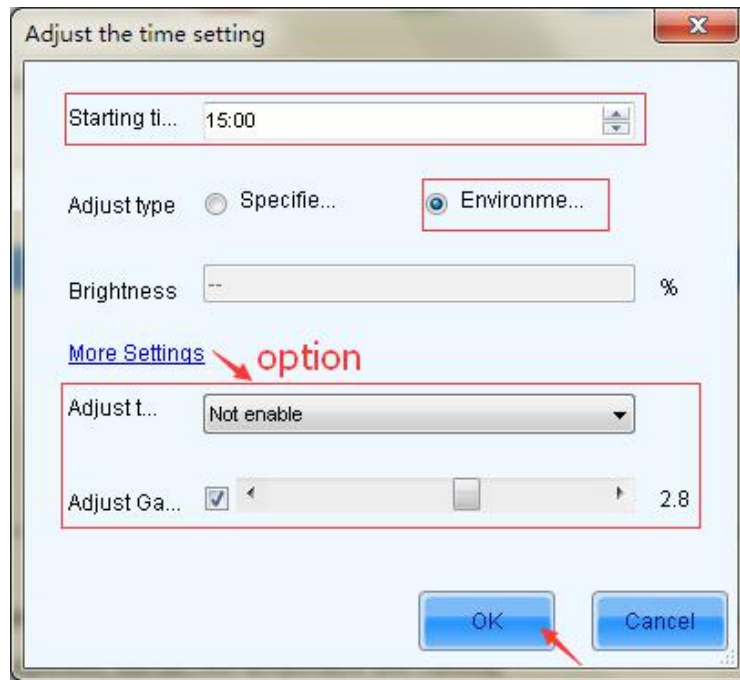 Adjust the time setting
Starting ti... 15:00
Adjust type Specifie... Environme...
Brightness -- %
More Settings option
Adjust t... Not enable
Adjust Ga... 2.8
OK Cancel